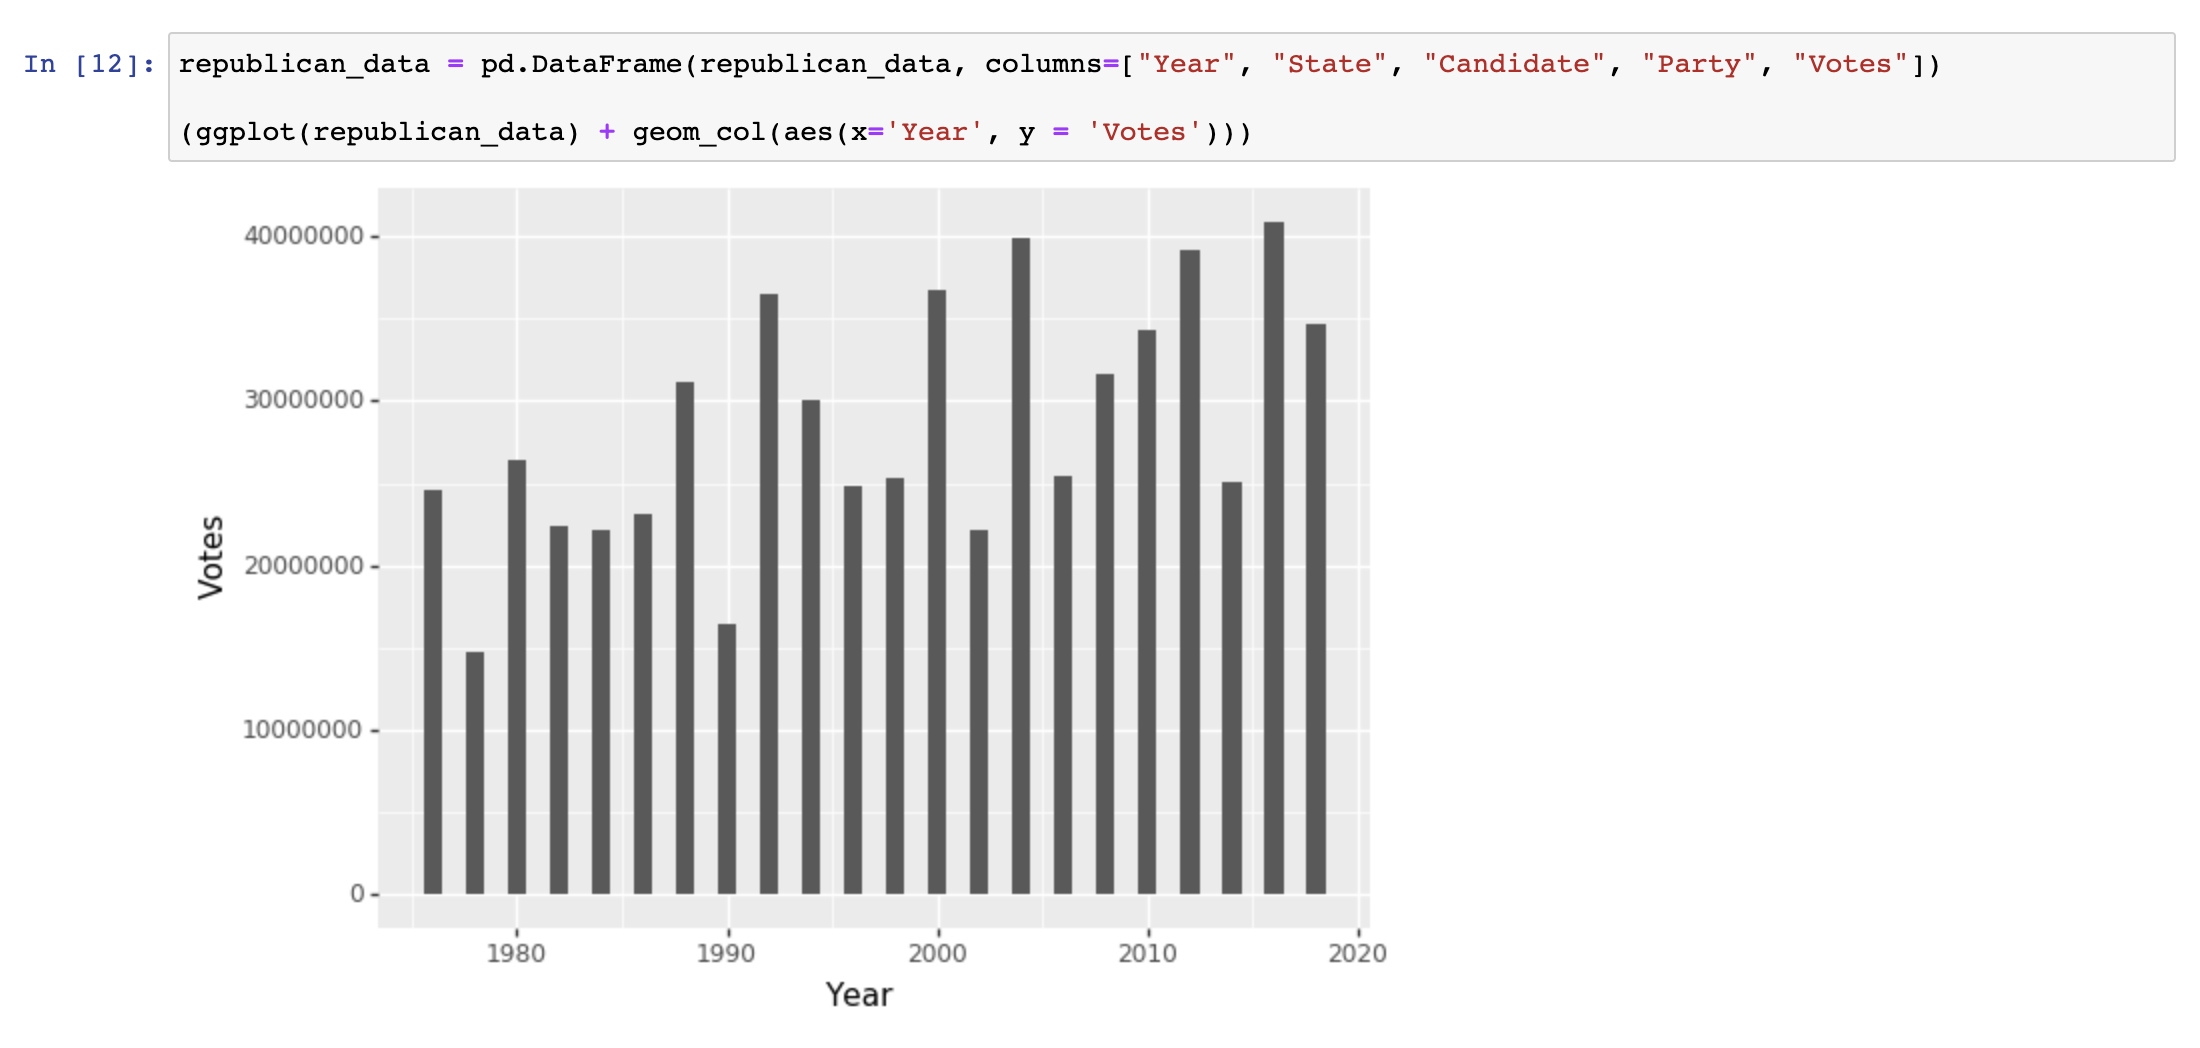 In [12]: republican_data = pd.DataFrame(republican_data, columns=["Year", "State", "Candidate", "Party", "Votes"])
(ggplot(republican_data) + geom_col(aes(x='Year', y = 'Votes')))
40000000
30000000
20000000
10000000
0
Votes
1980 1990 2000 2010 2020
Year